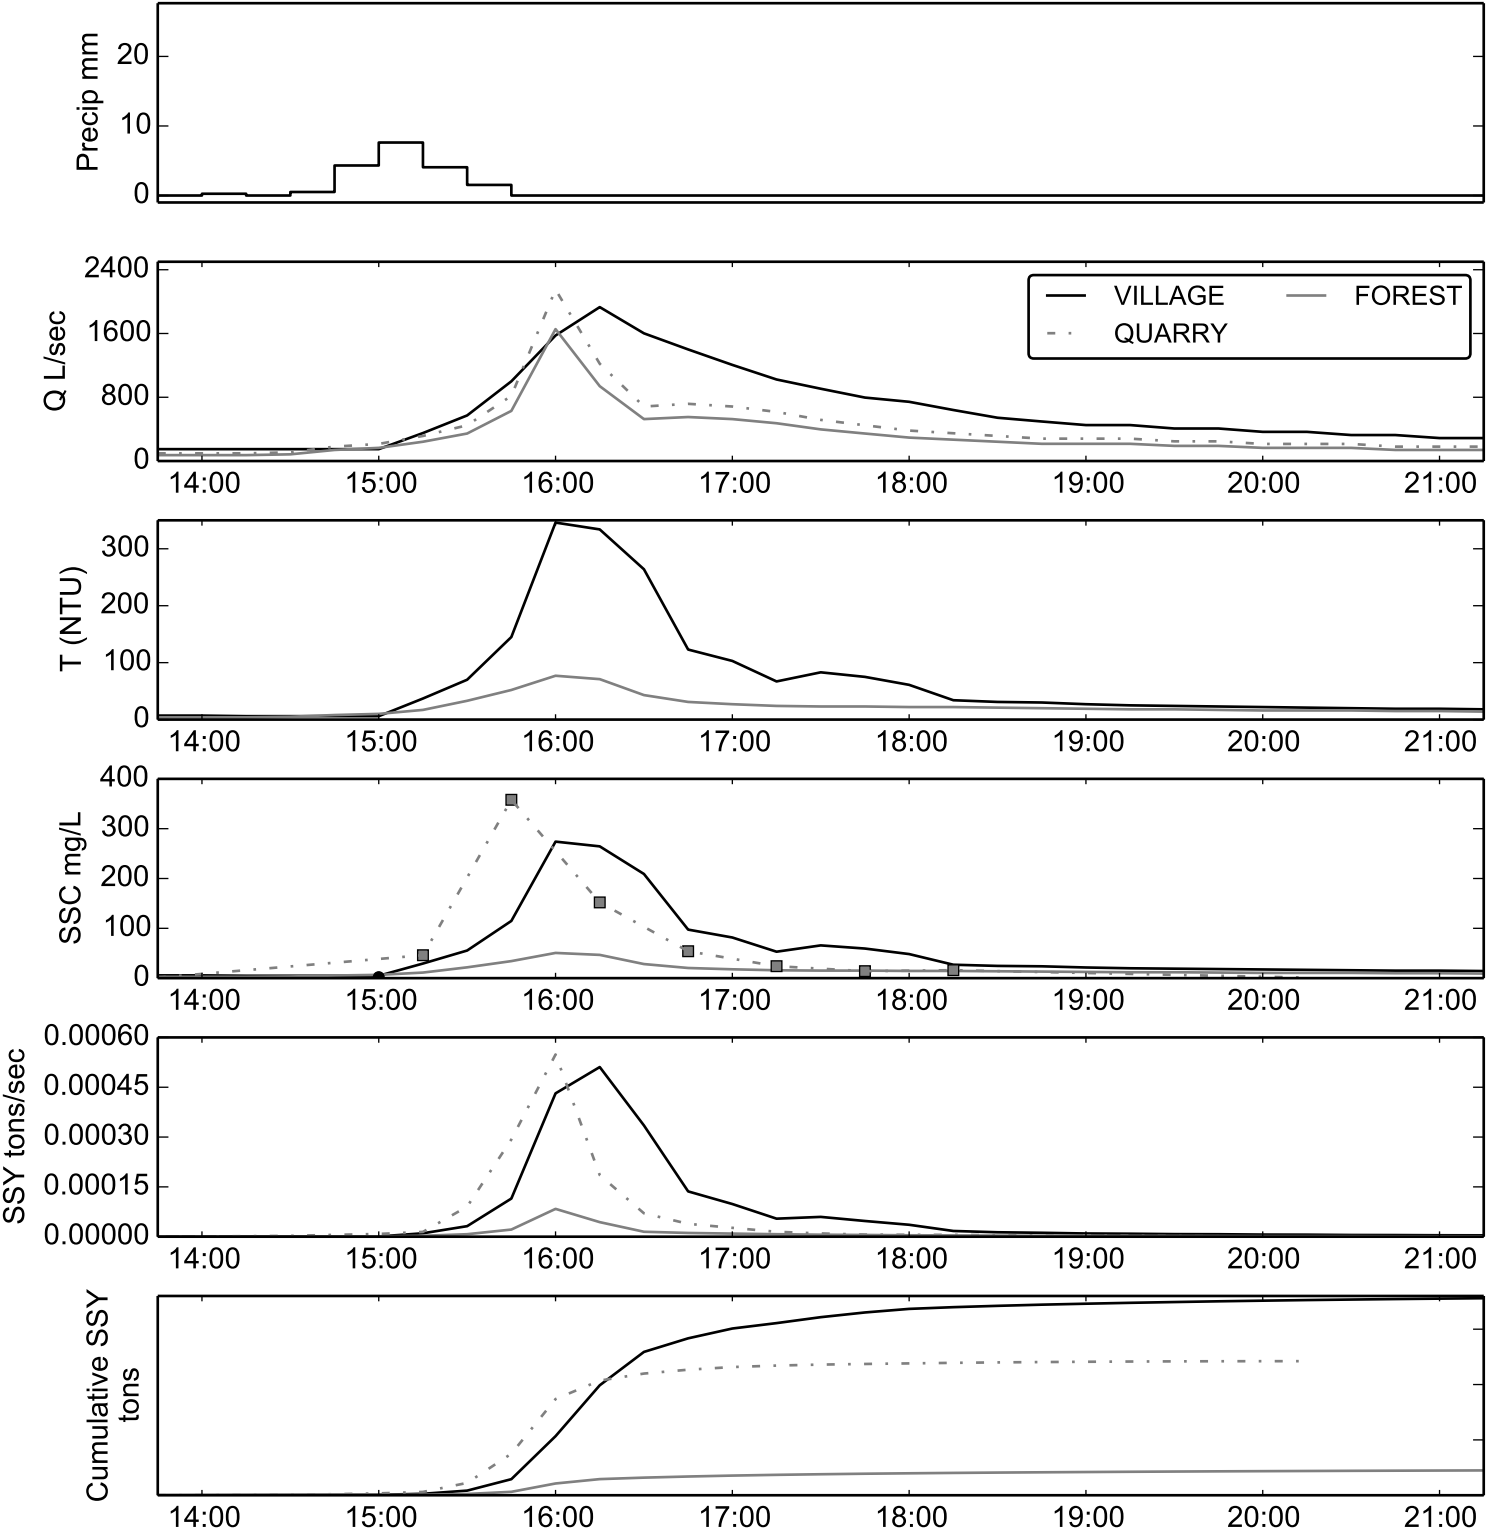 Precip mm
20
10
0
Q L/sec
2400
1600
800
0
VILLAGE FOREST
QUARRY
14:00 15:00 16:00 17:00 18:00 19:00 20:00 21:00
T (NTU)
300
200
100
0
14:00 15:00 16:00 17:00 18:00 19:00 20:00 21:00
SSC mg/L
400
300
200
100
0
14:00 15:00 16:00 17:00 18:00 19:00 20:00 21:00
SSY tons/sec
0.00060
0.00045
0.00030
0.00015
0.00000
14:00 15:00 16:00 17:00 18:00 19:00 20:00 21:00
Cumulative SSY
tons
14:00 15:00 16:00 17:00 18:00 19:00 20:00 21:00